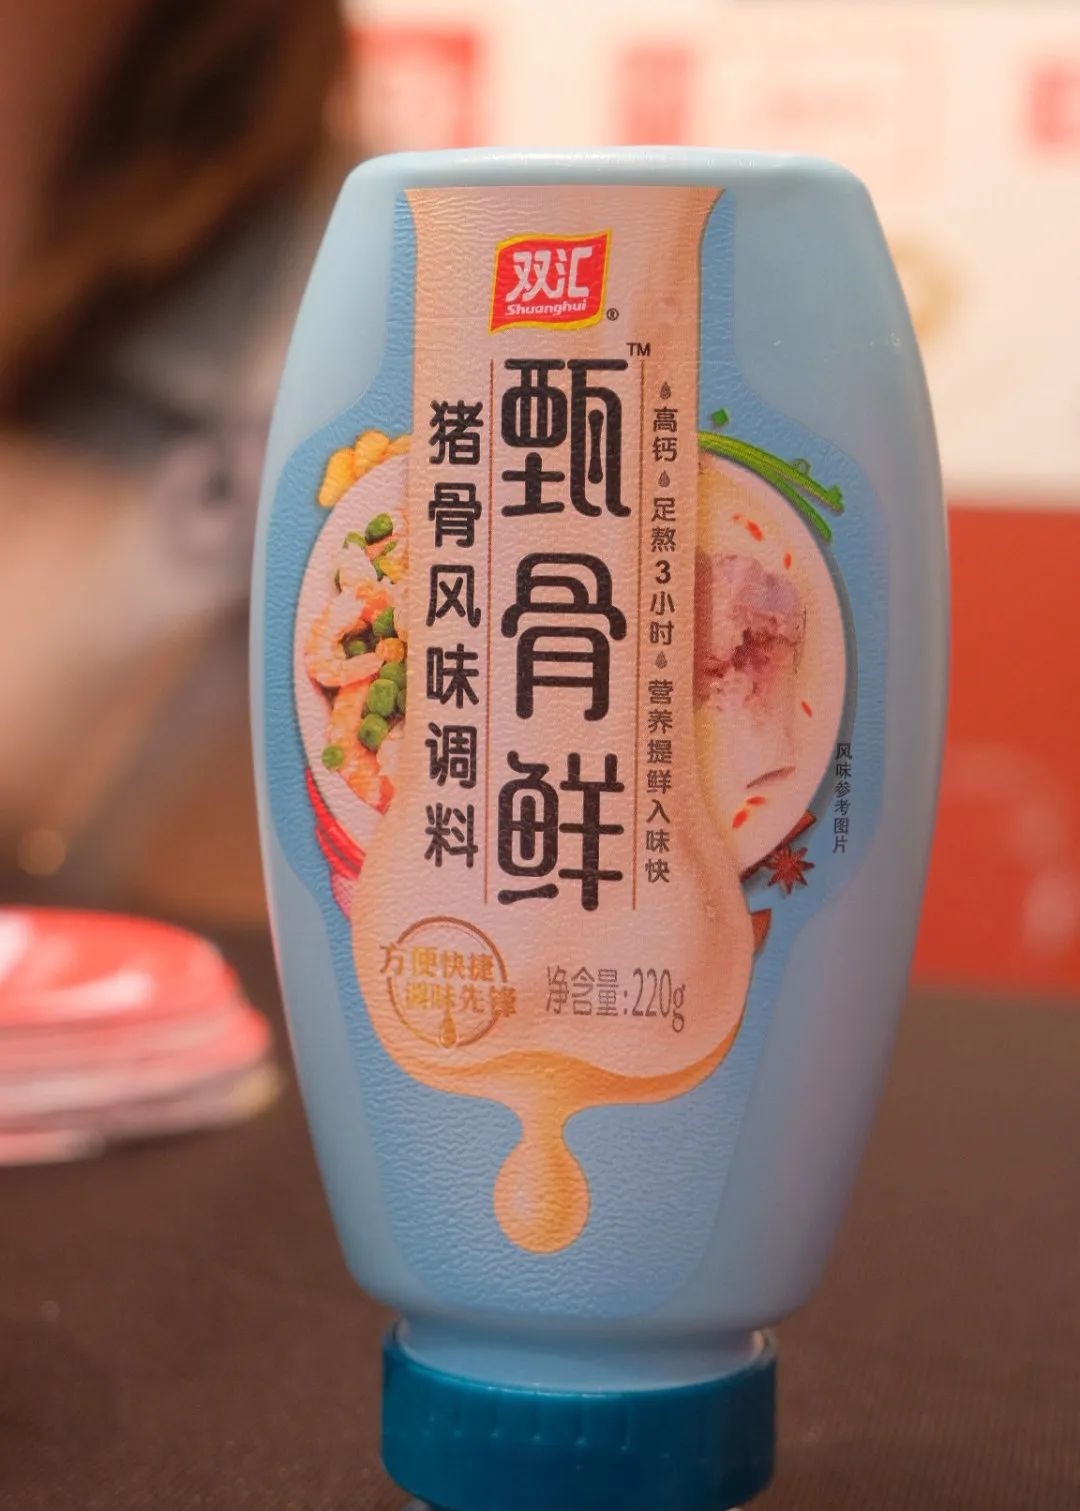 双汇
Shuanghui
®
TM
甄骨鲜
猪骨风味调料
高钙
足熬3小时
营养提鲜入味快
风味参考图片
方便快捷
调味先锋
净含量:220g